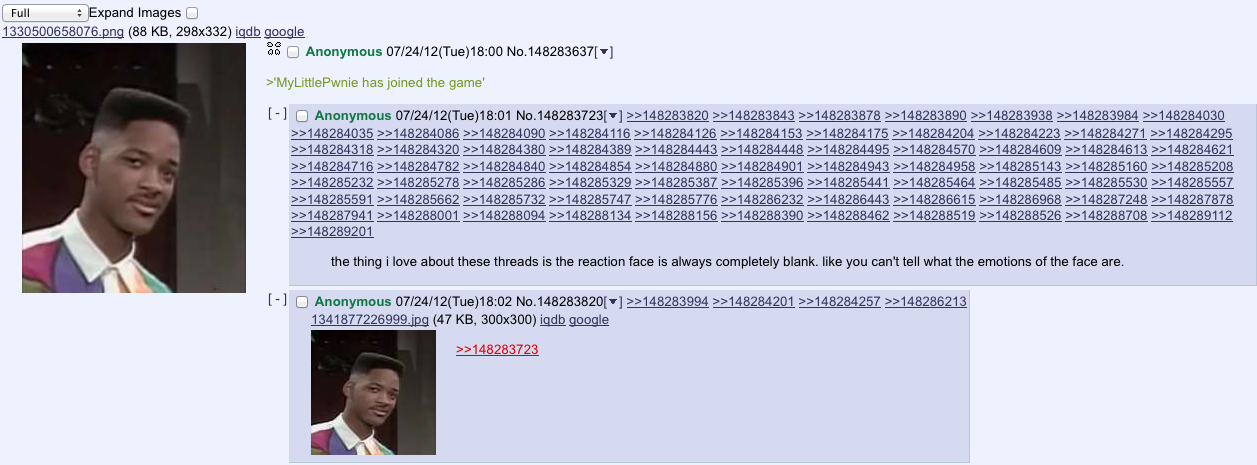 Full Expand Images
1330500658076.png (88 KB, 298x332) iqdb google
Anonymous 07/24/12(Tue)18:00 No.148283637[▼]
>'MyLittlePwnie has joined the game'
[-] Anonymous 07/24/12(Tue)18:01 No.148283723[▼] >>148283820 >>148283843 >>148283878 >>148283890 >>148283938 >>148283984 >>148284030
>>148284035 >>148284086 >>148284090 >>148284116 >>148284126 >>148284153 >>148284175 >>148284204 >>148284223 >>148284271 >>148284295
>>148284318 >>148284320 >>148284380 >>148284389 >>148284443 >>148284448 >>148284495 >>148284570 >>148284609 >>148284613 >>148284621
>>148284716 >>148284782 >>148284840 >>148284854 >>148284880 >>148284901 >>148284943 >>148284958 >>148285143 >>148285160 >>148285208
>>148285232 >>148285278 >>148285286 >>148285329 >>148285387 >>148285396 >>148285441 >>148285464 >>148285485 >>148285530 >>148285557
>>148285591 >>148285662 >>148285732 >>148285747 >>148285776 >>148286232 >>148286443 >>148286615 >>148286968 >>148287248 >>148287878
>>148287941 >>148288001 >>148288094 >>148288134 >>148288156 >>148288390 >>148288462 >>148288519 >>148288526 >>148288708 >>148289112
>>148289201
the thing i love about these threads is the reaction face is always completely blank. like you can't tell what the emotions of the face are.
[-] Anonymous 07/24/12(Tue)18:02 No.148283820[▼] >>148283994 >>148284201 >>148284257 >>148286213
1341877226999.jpg (47 KB, 300x300) iqdb google
>>148283723